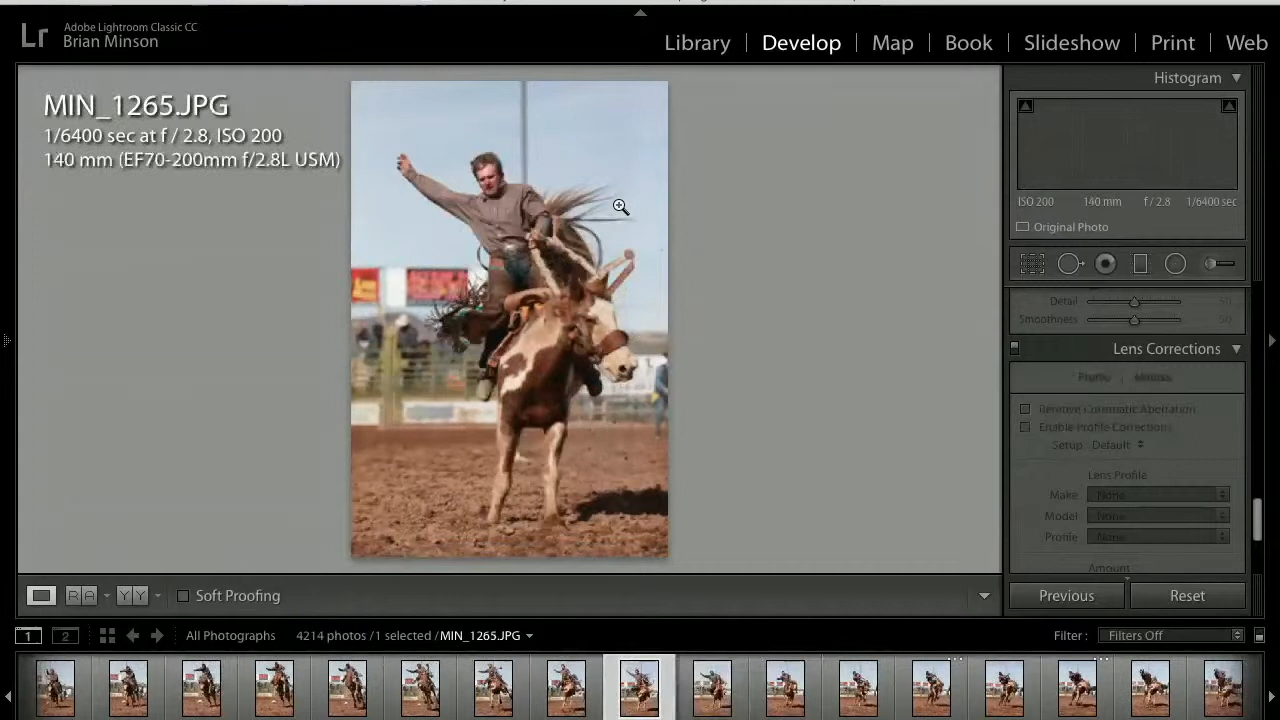 Adobe Lightroom Classic CC
Brian Minson
Library
Develop
Map
Book
Slideshow
Print
Web
MIN_1265.JPG
1/6400 sec at f / 2.8, ISO 200
140 mm (EF70-200mm f/2.8L USM)
Histogram
ISO 200 140 mm f / 2.8 1/6400 sec
Original Photo
Detail 50
Smoothness 50
Lens Corrections
Profile Manual
Remove Chromatic Aberration
Enable Profile Corrections
Setup Default
Lens Profile
Make None
Model None
Profile None
Amount
Previous
Reset
R A
Y Y
Soft Proofing
1
2
All Photographs
4214 photos / 1 selected / MIN_1265.JPG
Filter :
Filters Off